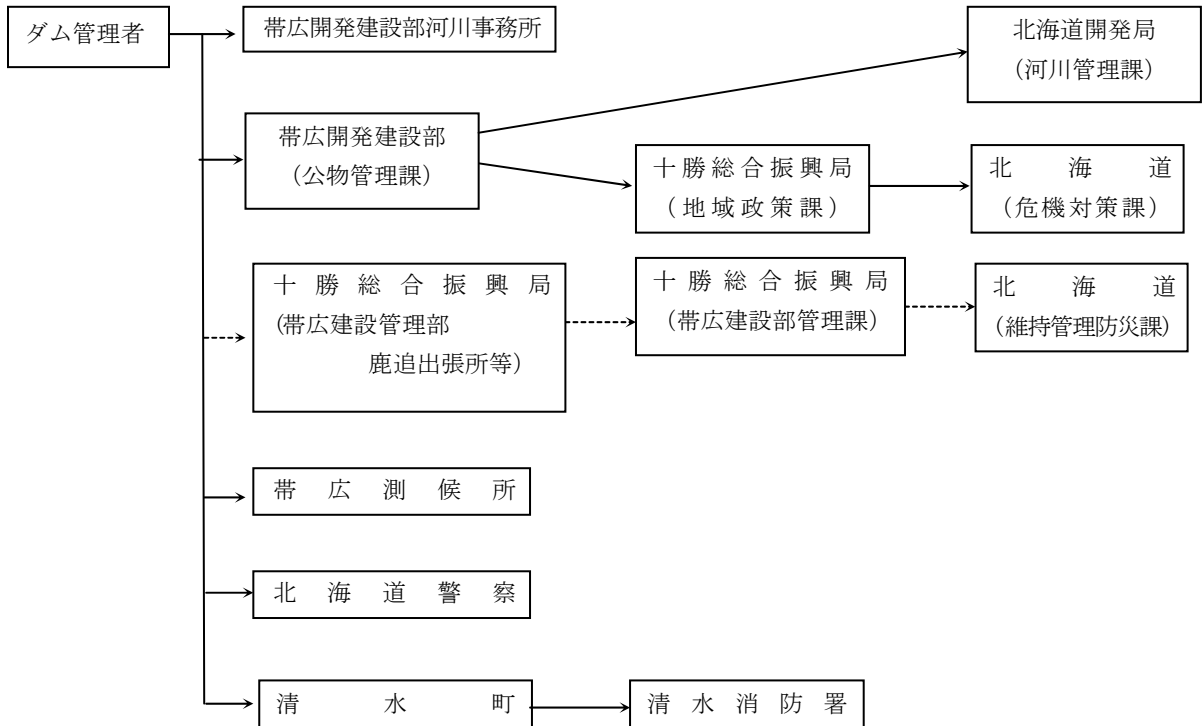 ダム管理者
帯広開発建設部河川事務所
北海道開発局
（河川管理課）
帯広開発建設部
（公物管理課）
十勝総合振興局
（地域政策課）
北海道
（危機対策課）
十勝総合振興局
(帯広建設管理部
鹿追出張所等）
十勝総合振興局
（帯広建設部管理課）
北海道
（維持管理防災課）
帯広測候所
北海道警察
清水町
清水消防署